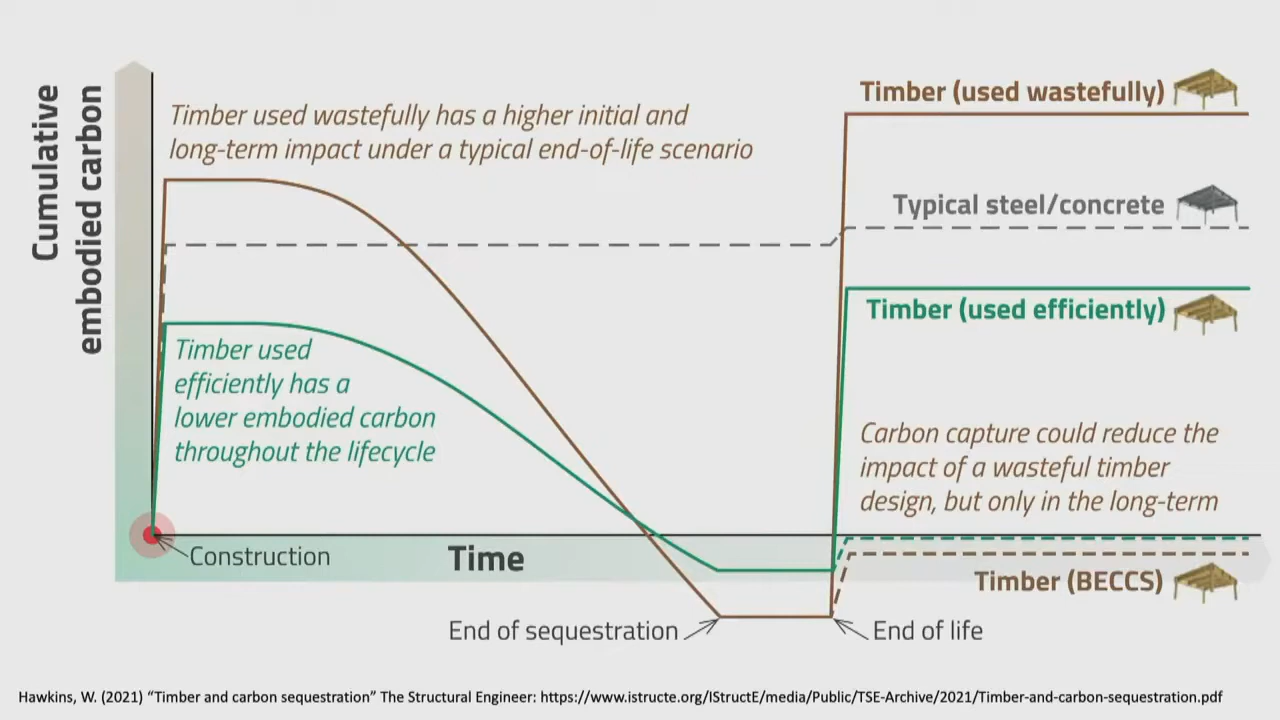 Cumulative
embodied carbon
Timber used wastefully has a higher initial and
long-term impact under a typical end-of-life scenario
Timber (used wastefully)
Typical steel/concrete
Timber (used efficiently)
Timber used
efficiently has a
lower embodied carbon
throughout the lifecycle
Carbon capture could reduce the
impact of a wasteful timber
design, but only in the long-term
Construction
Time
Timber (BECCS)
End of sequestration
End of life
Hawkins, W. (2021) “Timber and carbon sequestration” The Structural Engineer: https://www.istructe.org/IStructE/media/Public/TSE-Archive/2021/Timber-and-carbon-sequestration.pdf